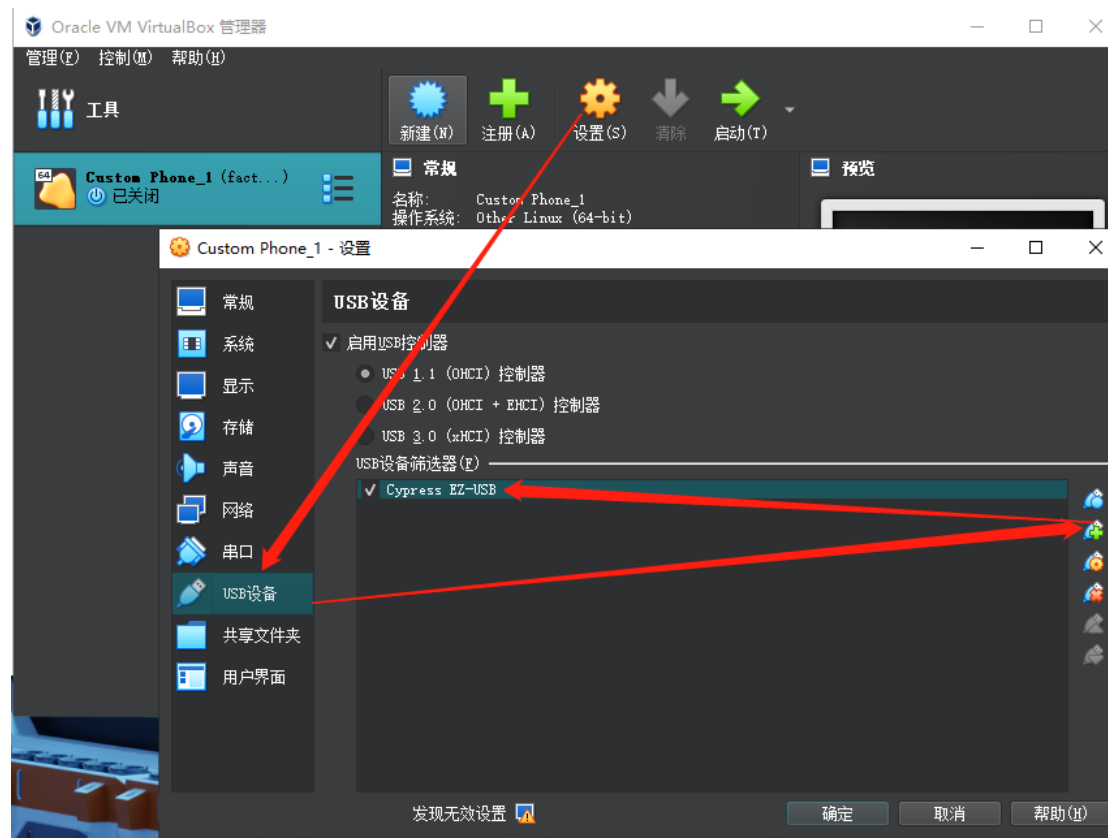 Oracle VM VirtualBox 管理器
管理(F) 控制(M) 帮助(H)
工具
新建(N) 注册(A) 设置(S) 清除 启动(T)
64 Custom Phone_1 (fact...)
已关闭
常规
预览
名称: Custom Phone_1
操作系统: Other Linux (64-bit)
Custom Phone_1 - 设置
常规
系统
显示
存储
声音
网络
串口
USB设备
共享文件夹
用户界面
USB设备
启用USB控制器
USB 1.1 (OHCI) 控制器
USB 2.0 (OHCI + EHCI) 控制器
USB 3.0 (xHCI) 控制器
USB设备筛选器(F)
Cypress EZ-USB
发现无效设置
确定 取消 帮助(H)